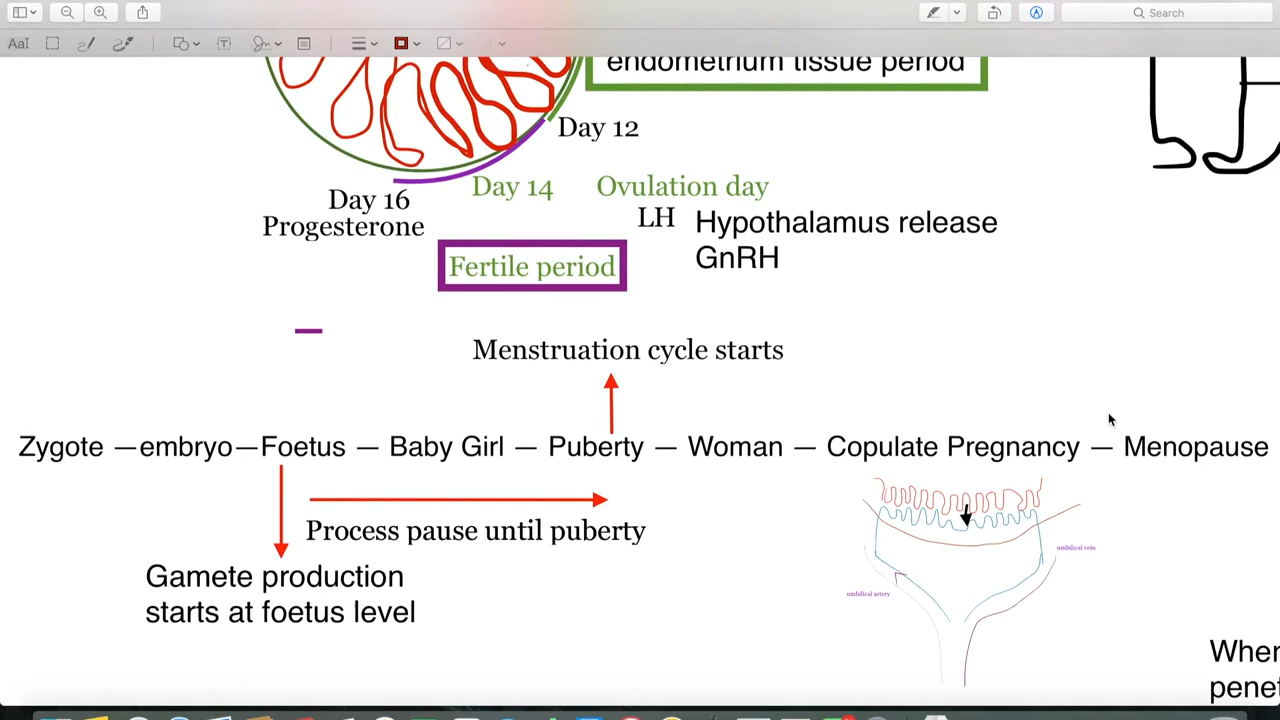 Search
AaI
endometrium tissue period
Day 12
Day 14 Ovulation day
Day 16
Progesterone
LH
Hypothalamus release
GnRH
Fertile period
Menstruation cycle starts
Zygote —embryo—Foetus — Baby Girl — Puberty — Woman — Copulate Pregnancy — Menopause
Process pause until puberty
umbilical vein
umbilical artery
Gamete production
starts at foetus level